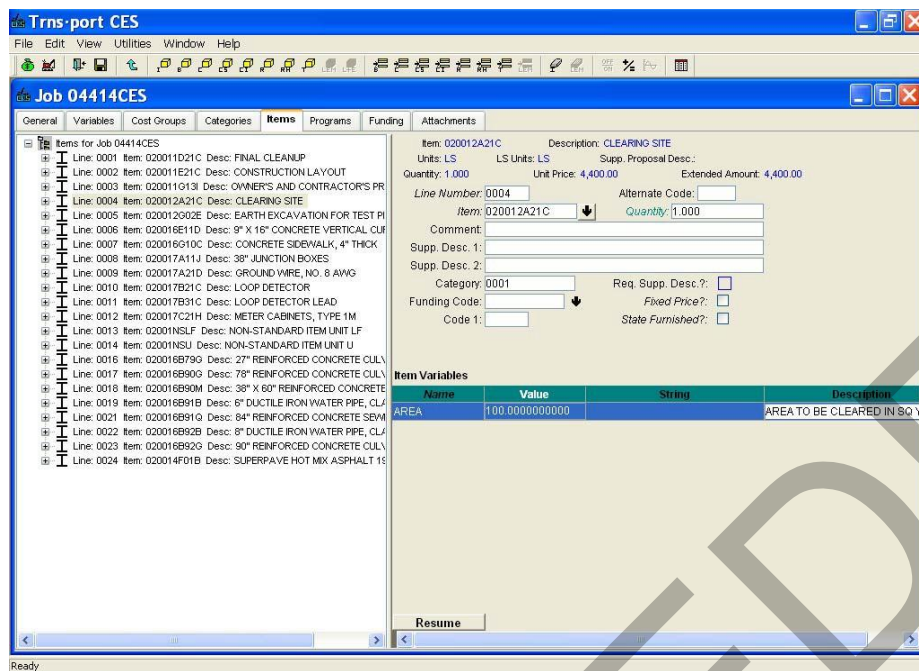 Trns·port CES
File Edit View Utilities Window Help
Job 04414CES
General Variables Cost Groups Categories Items Programs Funding Attachments
Items for Job 04414CES
Line: 0001 Item: 020011D21C Desc: FINAL CLEANUP
Line: 0002 Item: 020011E21C Desc: CONSTRUCTION LAYOUT
Line: 0003 Item: 020011G13I Desc: OWNER'S AND CONTRACTOR'S PR
Line: 0004 Item: 020012A21C Desc: CLEARING SITE
Line: 0005 Item: 020012G02E Desc: EARTH EXCAVATION FOR TEST PI
Line: 0006 Item: 020016E11D Desc: 9" X 16" CONCRETE VERTICAL CUR
Line: 0007 Item: 020016G10C Desc: CONCRETE SIDEWALK, 4" THICK
Line: 0008 Item: 020017A11J Desc: 38" JUNCTION BOXES
Line: 0009 Item: 020017A21D Desc: GROUND WIRE, NO. 8 AWG
Line: 0010 Item: 020017B21C Desc: LOOP DETECTOR
Line: 0011 Item: 020017B31C Desc: LOOP DETECTOR LEAD
Line: 0012 Item: 020017C21H Desc: METER CABINETS, TYPE 1M
Line: 0013 Item: 02001NSLF Desc: NON-STANDARD ITEM UNIT LF
Line: 0014 Item: 02001NSU Desc: NON-STANDARD ITEM UNIT U
Line: 0016 Item: 020016B79G Desc: 27" REINFORCED CONCRETE CULV
Line: 0017 Item: 020016B90G Desc: 78" REINFORCED CONCRETE CULV
Line: 0018 Item: 020016B90M Desc: 38" X 60" REINFORCED CONCRETE
Line: 0019 Item: 020016B91B Desc: 6" DUCTILE IRON WATER PIPE, CLA
Line: 0021 Item: 020016B91Q Desc: 84" REINFORCED CONCRETE SEW
Line: 0022 Item: 020016B92B Desc: 8" DUCTILE IRON WATER PIPE, CLA
Line: 0023 Item: 020016B92G Desc: 90" REINFORCED CONCRETE CULV
Line: 0024 Item: 020014F01B Desc: SUPERPAVE HOT MIX ASPHALT 19
Item: 020012A21C Description: CLEARING SITE
Units: LS LS Units: LS Supp. Proposal Desc.:
Quantity: 1.000 Unit Price: 4,400.00 Extended Amount: 4,400.00
Line Number: 0004 Alternate Code:
Item: 020012A21C Quantity: 1.000
Comment:
Supp. Desc. 1:
Supp. Desc. 2:
Category: 0001 Req. Supp. Desc.?:
Funding Code: Fixed Price?:
Code 1: State Furnished?:
Item Variables
Name Value String Description
AREA 100.0000000000 AREA TO BE CLEARED IN SQ Y
Resume
Ready